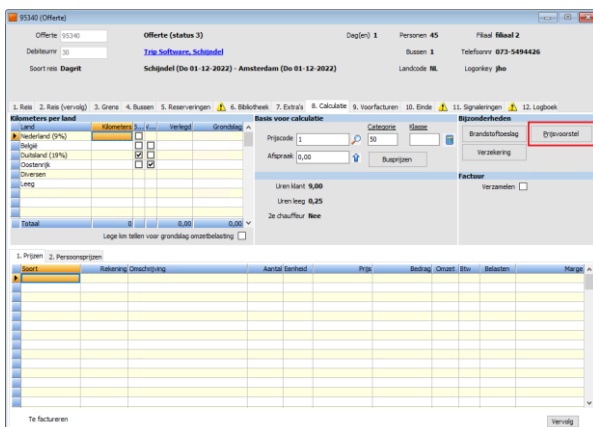 95340 (Offerte)
Offerte 95340 Offerte (status 3) Dag(en) 1 Personen 45 Filiaal filiaal 2
Debiteurnr 30 Trip Software, Schijndel Bussen 1 Telefoonnr 073-5494426
Soort reis Dagrit Schijndel (Do 01-12-2022) - Amsterdam (Do 01-12-2022) Landcode NL Logonkey jho
1. Reis 2. Reis (vervolg) 3. Grens 4. Bussen 5. Reserveringen 6. Bibliotheek 7. Extra's 8. Calculatie 9. Voorfacturen 10. Einde 11. Signaleringen 12. Logboek
Kilometers per land Basis voor calculatie Bijzonderheden
Land Kilometers S... V... Verlegd Grondslag
Categorie Klasse
Nederland (9%)
België
Duitsland (19%)
Oostenrijk
Diversen
Leeg
Prijscode 1 50
Afspraak 0,00 Busprijzen
Brandstoftoeslag Prijsvoorstel
Verzekering
Factuur
Verzamelen
Uren klant 9,00
Uren leeg 0,25
2e chauffeur Nee
Totaal 0 0,00 0,00
Lege km tellen voor grondslag omzetbelasting
1. Prijzen 2. Persoonsprijzen
Soort Rekening Omschrijving Aantal Eenheid Prijs Bedrag Omzet Btw Belasten Marge
Te factureren Vervolg